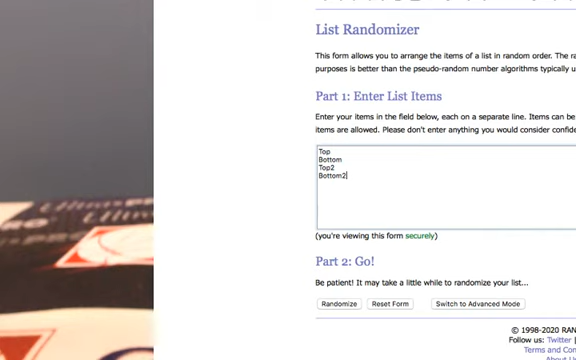 List Randomizer
This form allows you to arrange the items of a list in random order. The
purposes is better than the pseudo-random number algorithms typically
Part 1: Enter List Items
Enter your items in the field below, each on a separate line. Items can be
items are allowed. Please don't enter anything you would consider
Top
Bottom
Top2
Bottom2
(you're viewing this form securely)
Part 2: Go!
Be patient! It may take a little while to randomize your list...
Randomize Reset Form Switch to Advanced Mode
© 1998-2020
Follow us: Twitter |
Terms and
About